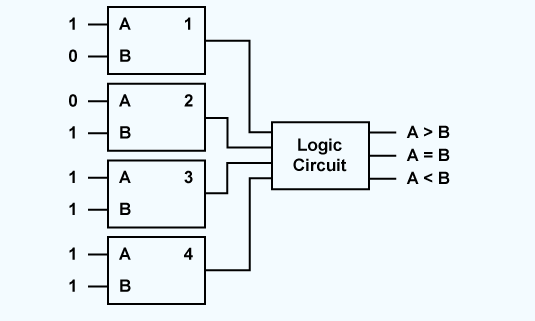 1 A 1
0 B
0 A 2
1 B
1 A 3
1 B
1 A 4
1 B
Logic
Circuit
A > B
A = B
A < B